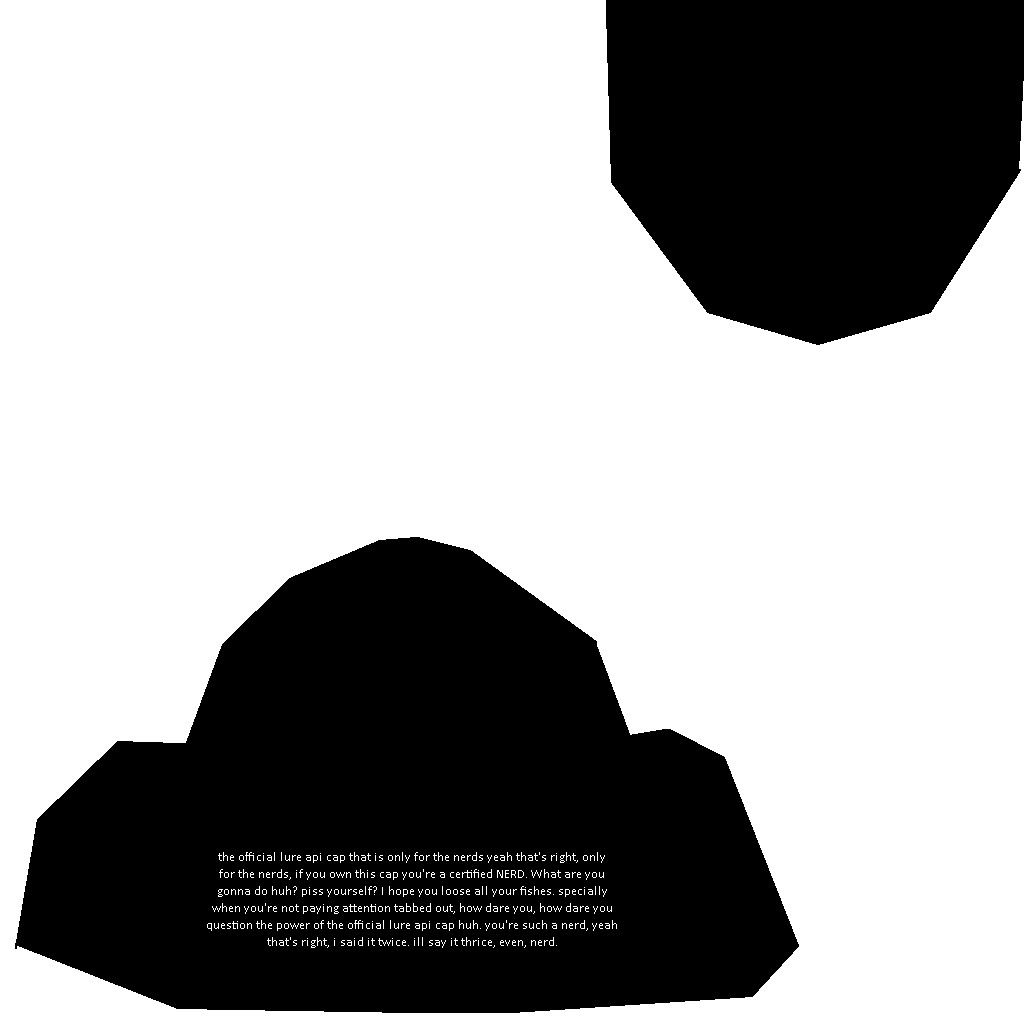 the official lure api cap that is only for the nerds yeah that's right, only
for the nerds, if you own this cap you're a certified NERD. What are you
gonna do huh? piss yourself? I hope you loose all your fishes. specially
when you're not paying attention tabbed out, how dare you, how dare you
question the power of the official lure api cap huh. you're such a nerd, yeah
that's right, i said it twice. ill say it thrice, even, nerd.